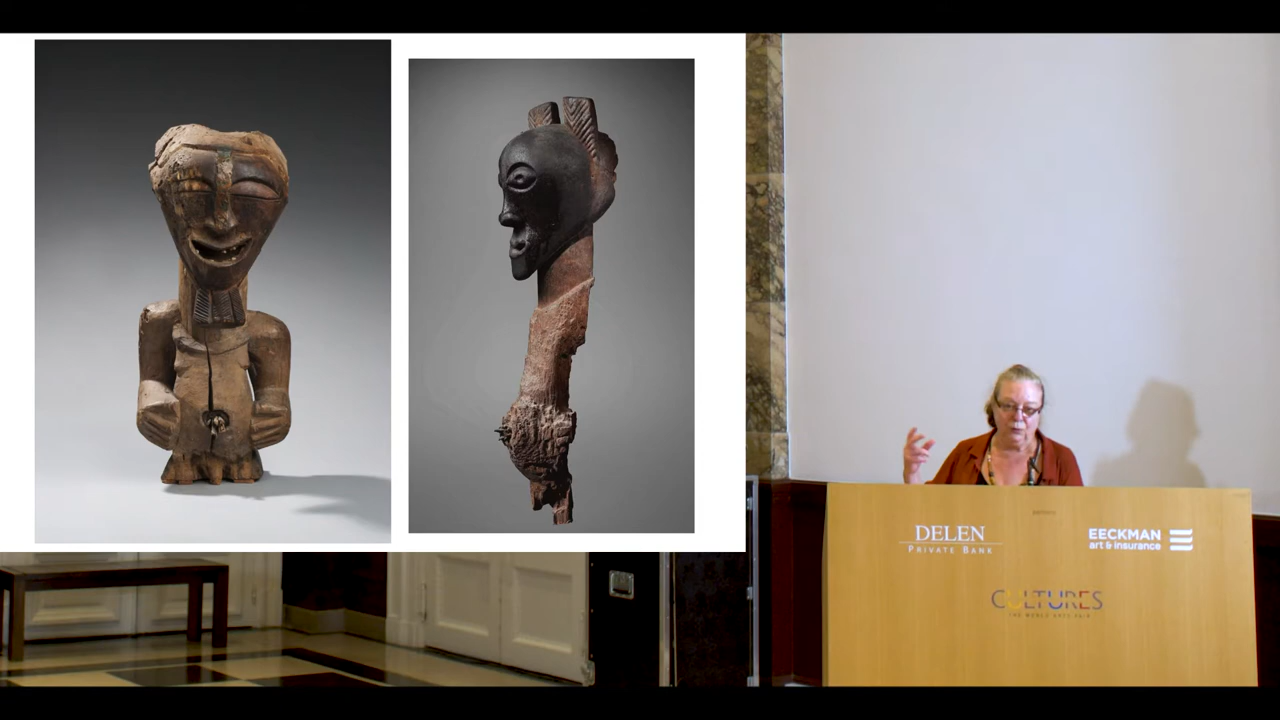 DELEN
PRIVATE BANK
EECKMAN
art & insurance
CULTURES
THE WORLD ARTS FAIR